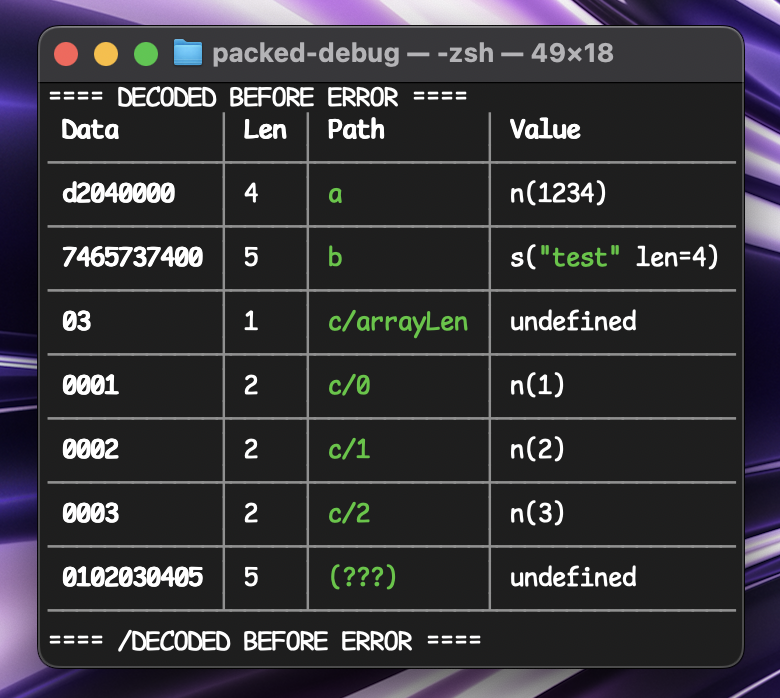 packed-debug — -zsh — 49×18
==== DECODED BEFORE ERROR ====
Data Len Path Value
d2040000 4 a n(1234)
7465737400 5 b s("test" len=4)
03 1 c/arrayLen undefined
0001 2 c/0 n(1)
0002 2 c/1 n(2)
0003 2 c/2 n(3)
0102030405 5 (???) undefined
==== /DECODED BEFORE ERROR ====